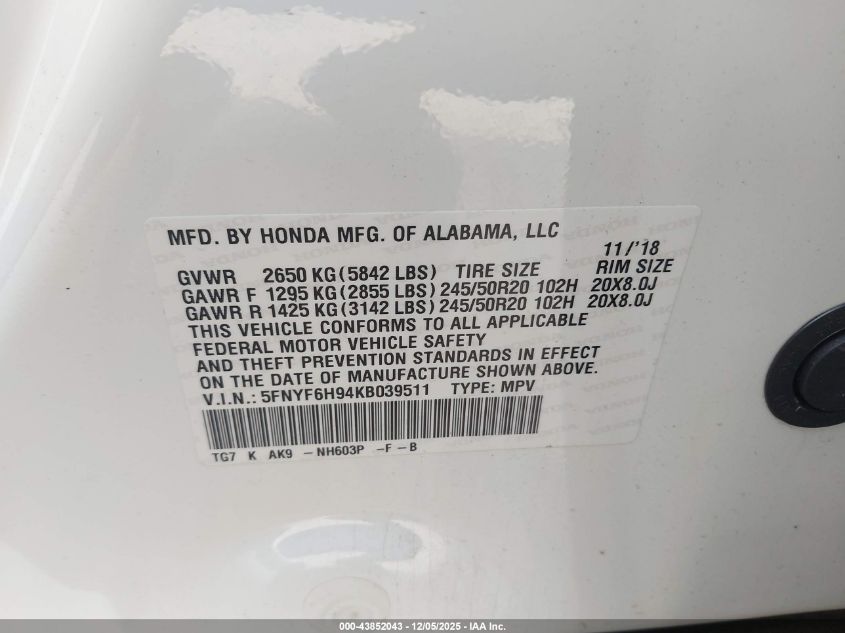 MFD. BY HONDA MFG. OF ALABAMA, LLC
11/'18
GVWR 2650 KG (5842 LBS) TIRE SIZE RIM SIZE
GAWR F 1295 KG (2855 LBS) 245/50R20 102H 20X8.0J
GAWR R 1425 KG (3142 LBS) 245/50R20 102H 20X8.0J
THIS VEHICLE CONFORMS TO ALL APPLICABLE
FEDERAL MOTOR VEHICLE SAFETY
AND THEFT PREVENTION STANDARDS IN EFFECT
ON THE DATE OF MANUFACTURE SHOWN ABOVE.
V.I.N.: 5FNYF6H94KB039511 TYPE: MPV
TG7 K AK9 - NH603P -F - B
000-43852043 - 12/05/2025 - IAA Inc.